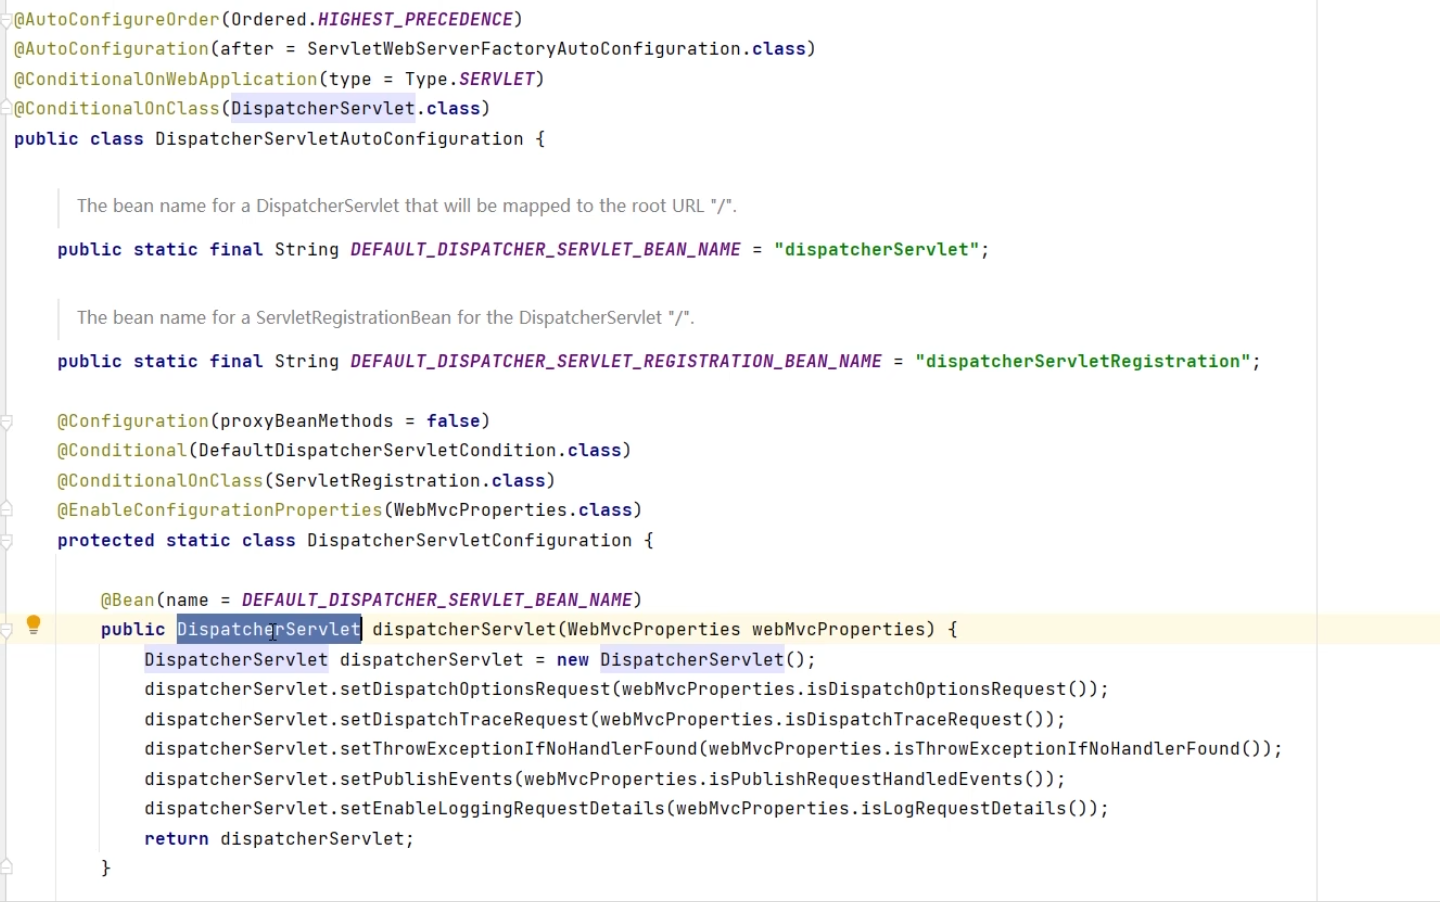 @AutoConfigureOrder(Ordered.HIGHEST_PRECEDENCE)
@AutoConfiguration(after = ServletWebServerFactoryAutoConfiguration.class)
@ConditionalOnWebApplication(type = Type.SERVLET)
@ConditionalOnClass(DispatcherServlet.class)
public class DispatcherServletAutoConfiguration {
The bean name for a DispatcherServlet that will be mapped to the root URL "/".
public static final String DEFAULT_DISPATCHER_SERVLET_BEAN_NAME = "dispatcherServlet";
The bean name for a ServletRegistrationBean for the DispatcherServlet "/".
public static final String DEFAULT_DISPATCHER_SERVLET_REGISTRATION_BEAN_NAME = "dispatcherServletRegistration";
@Configuration(proxyBeanMethods = false)
@Conditional(DefaultDispatcherServletCondition.class)
@ConditionalOnClass(ServletRegistration.class)
@EnableConfigurationProperties(WebMvcProperties.class)
protected static class DispatcherServletConfiguration {
@Bean(name = DEFAULT_DISPATCHER_SERVLET_BEAN_NAME)
public DispatcherServlet dispatcherServlet(WebMvcProperties webMvcProperties) {
DispatcherServlet dispatcherServlet = new DispatcherServlet();
dispatcherServlet.setDispatchOptionsRequest(webMvcProperties.isDispatchOptionsRequest());
dispatcherServlet.setDispatchTraceRequest(webMvcProperties.isDispatchTraceRequest());
dispatcherServlet.setThrowExceptionIfNoHandlerFound(webMvcProperties.isThrowExceptionIfNoHandlerFound());
dispatcherServlet.setPublishEvents(webMvcProperties.isPublishRequestHandledEvents());
dispatcherServlet.setEnableLoggingRequestDetails(webMvcProperties.isLogRequestDetails());
return dispatcherServlet;
}